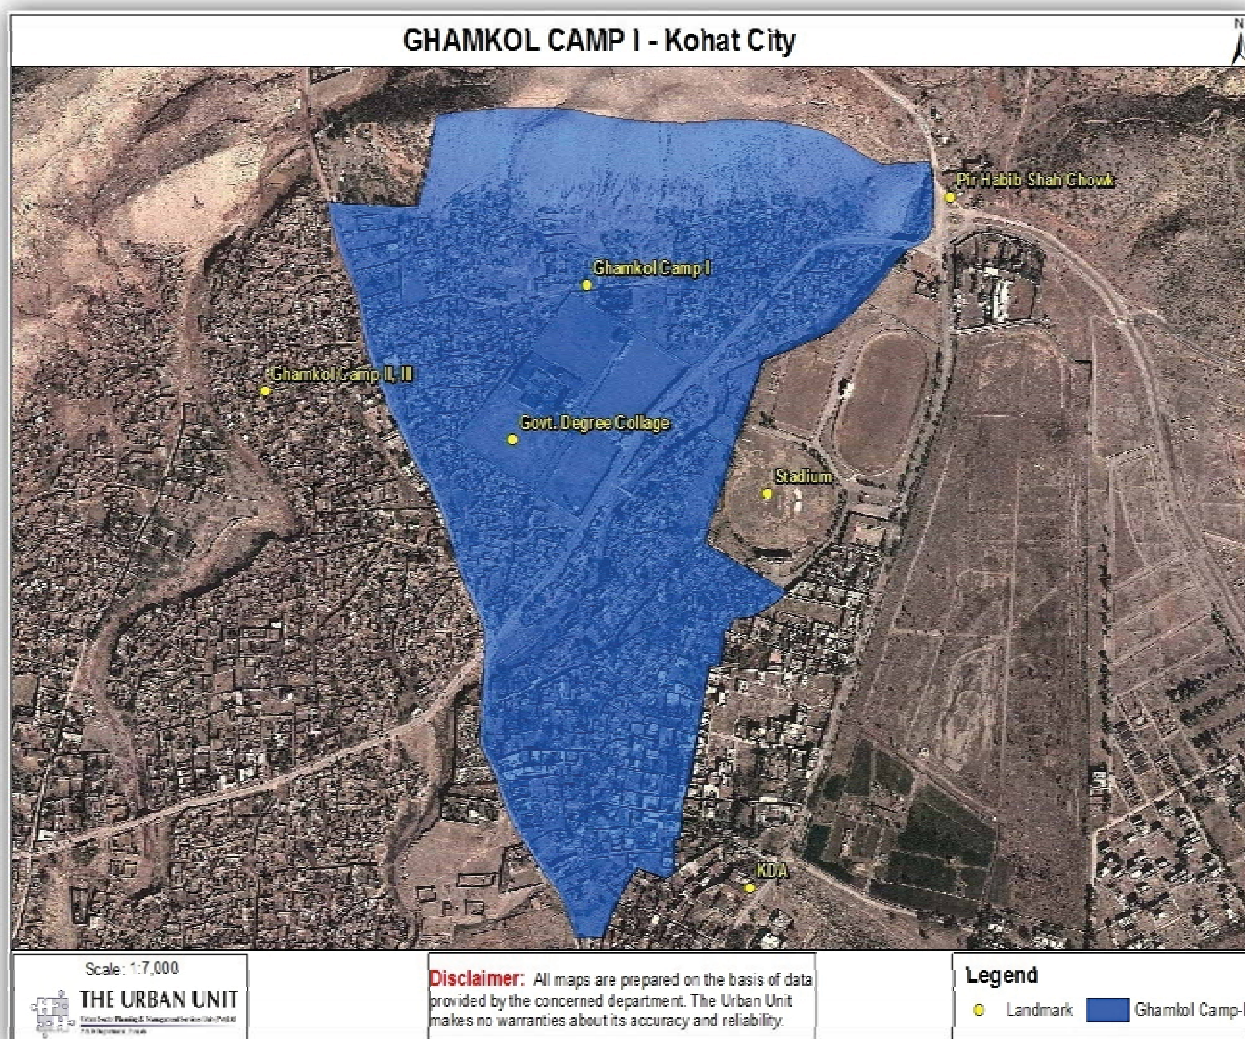 GHAMKOL CAMP I - Kohat City
N
Pir Habib Shah Chowk
Ghamkol Camp I
Ghamkol Camp II, III
Govt. Degree Collage
Stadium
KDA
Scale: 1:7,000
THE URBAN UNIT
Disclaimer: All maps are prepared on the basis of data
provided by the concerned department. The Urban Unit
makes no warranties about its accuracy and reliability.
Legend
Landmark
Ghamkol Camp-I